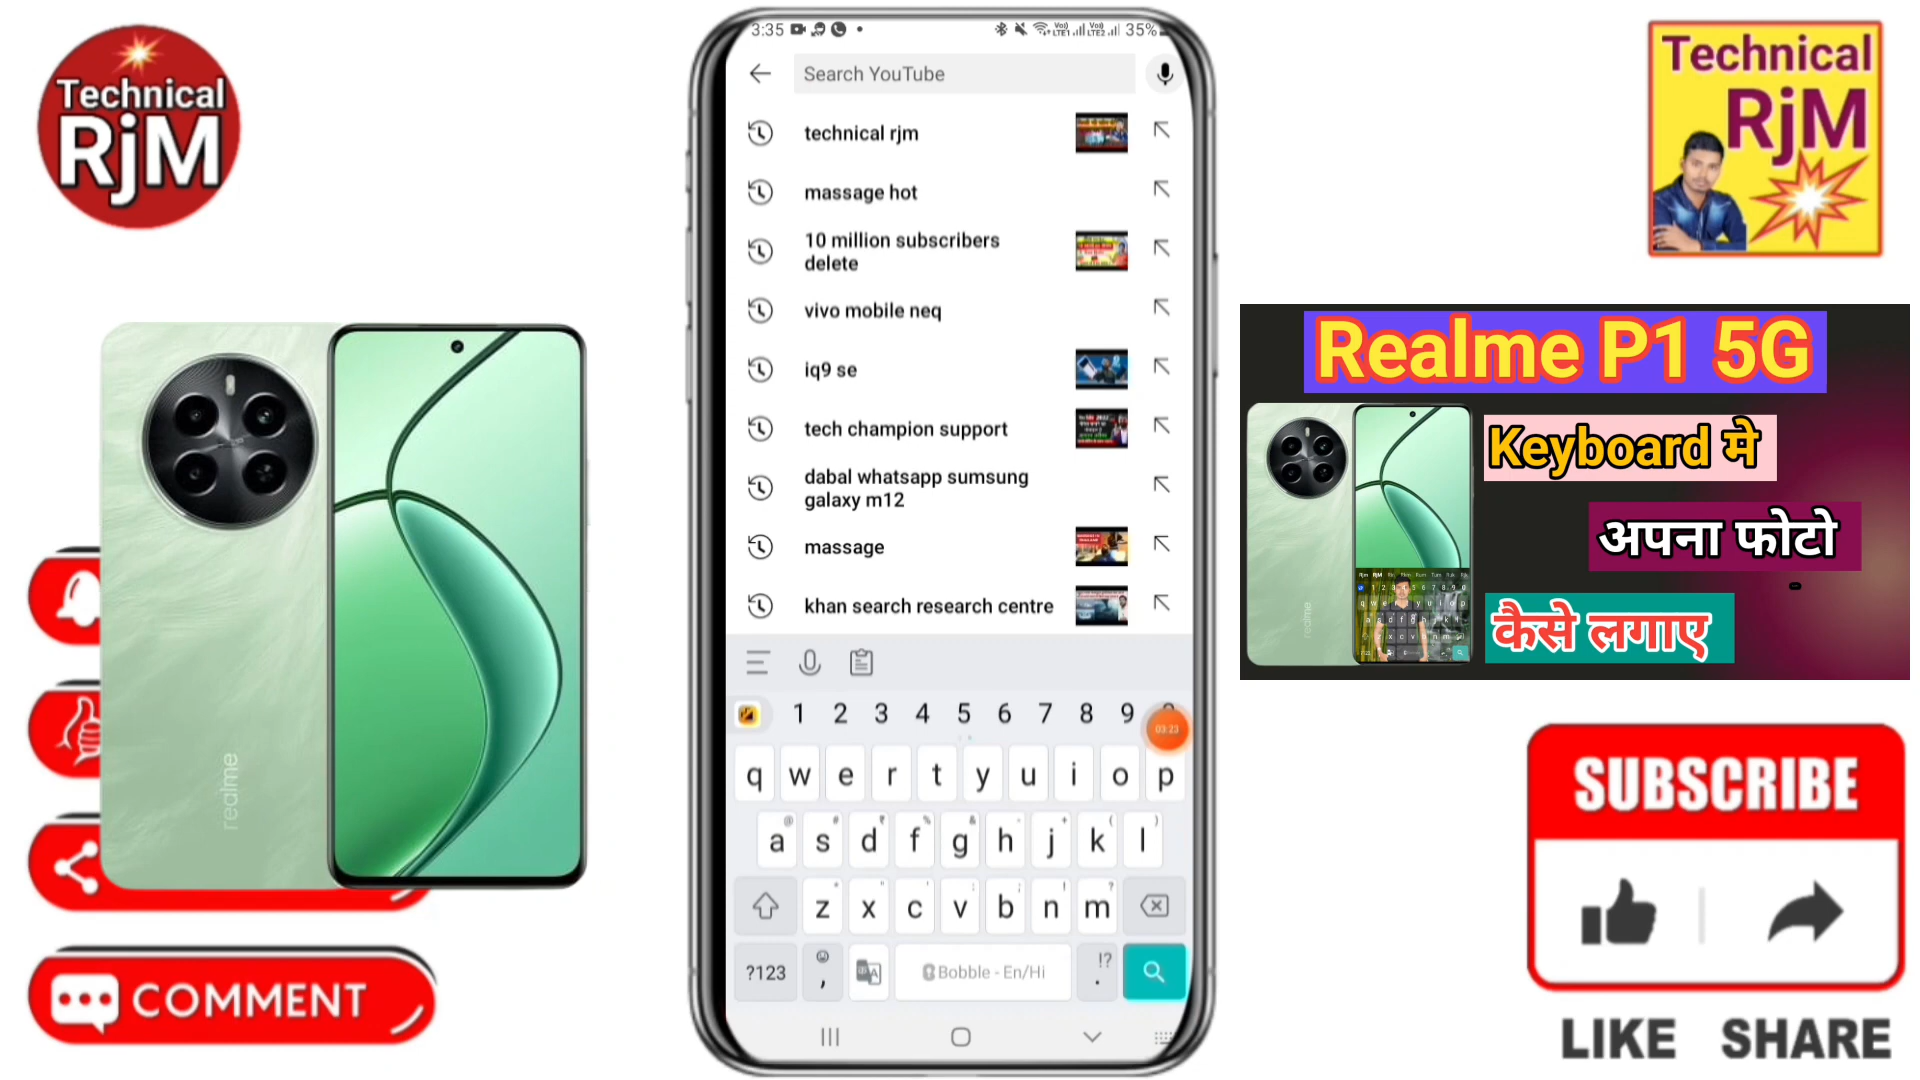 Technical
RjM
realme
COMMENT
3:35
35%
Search YouTube
technical rjm
massage hot
10 million subscribers
delete
vivo mobile neq
iq9 se
tech champion support
dabal whatsapp sumsung
galaxy m12
massage
khan search research centre
1 2 3 4 5 6 7 8 9
03:23
q w e r t y u i o p
a s d f g h j k l
z x c v b n m
?123 , Bobble - En/Hi !? .
Technical
RjM
Realme P1 5G
Keyboard मे
अपना फोटो
कैसे लगाए
realme
SUBSCRIBE
LIKE SHARE